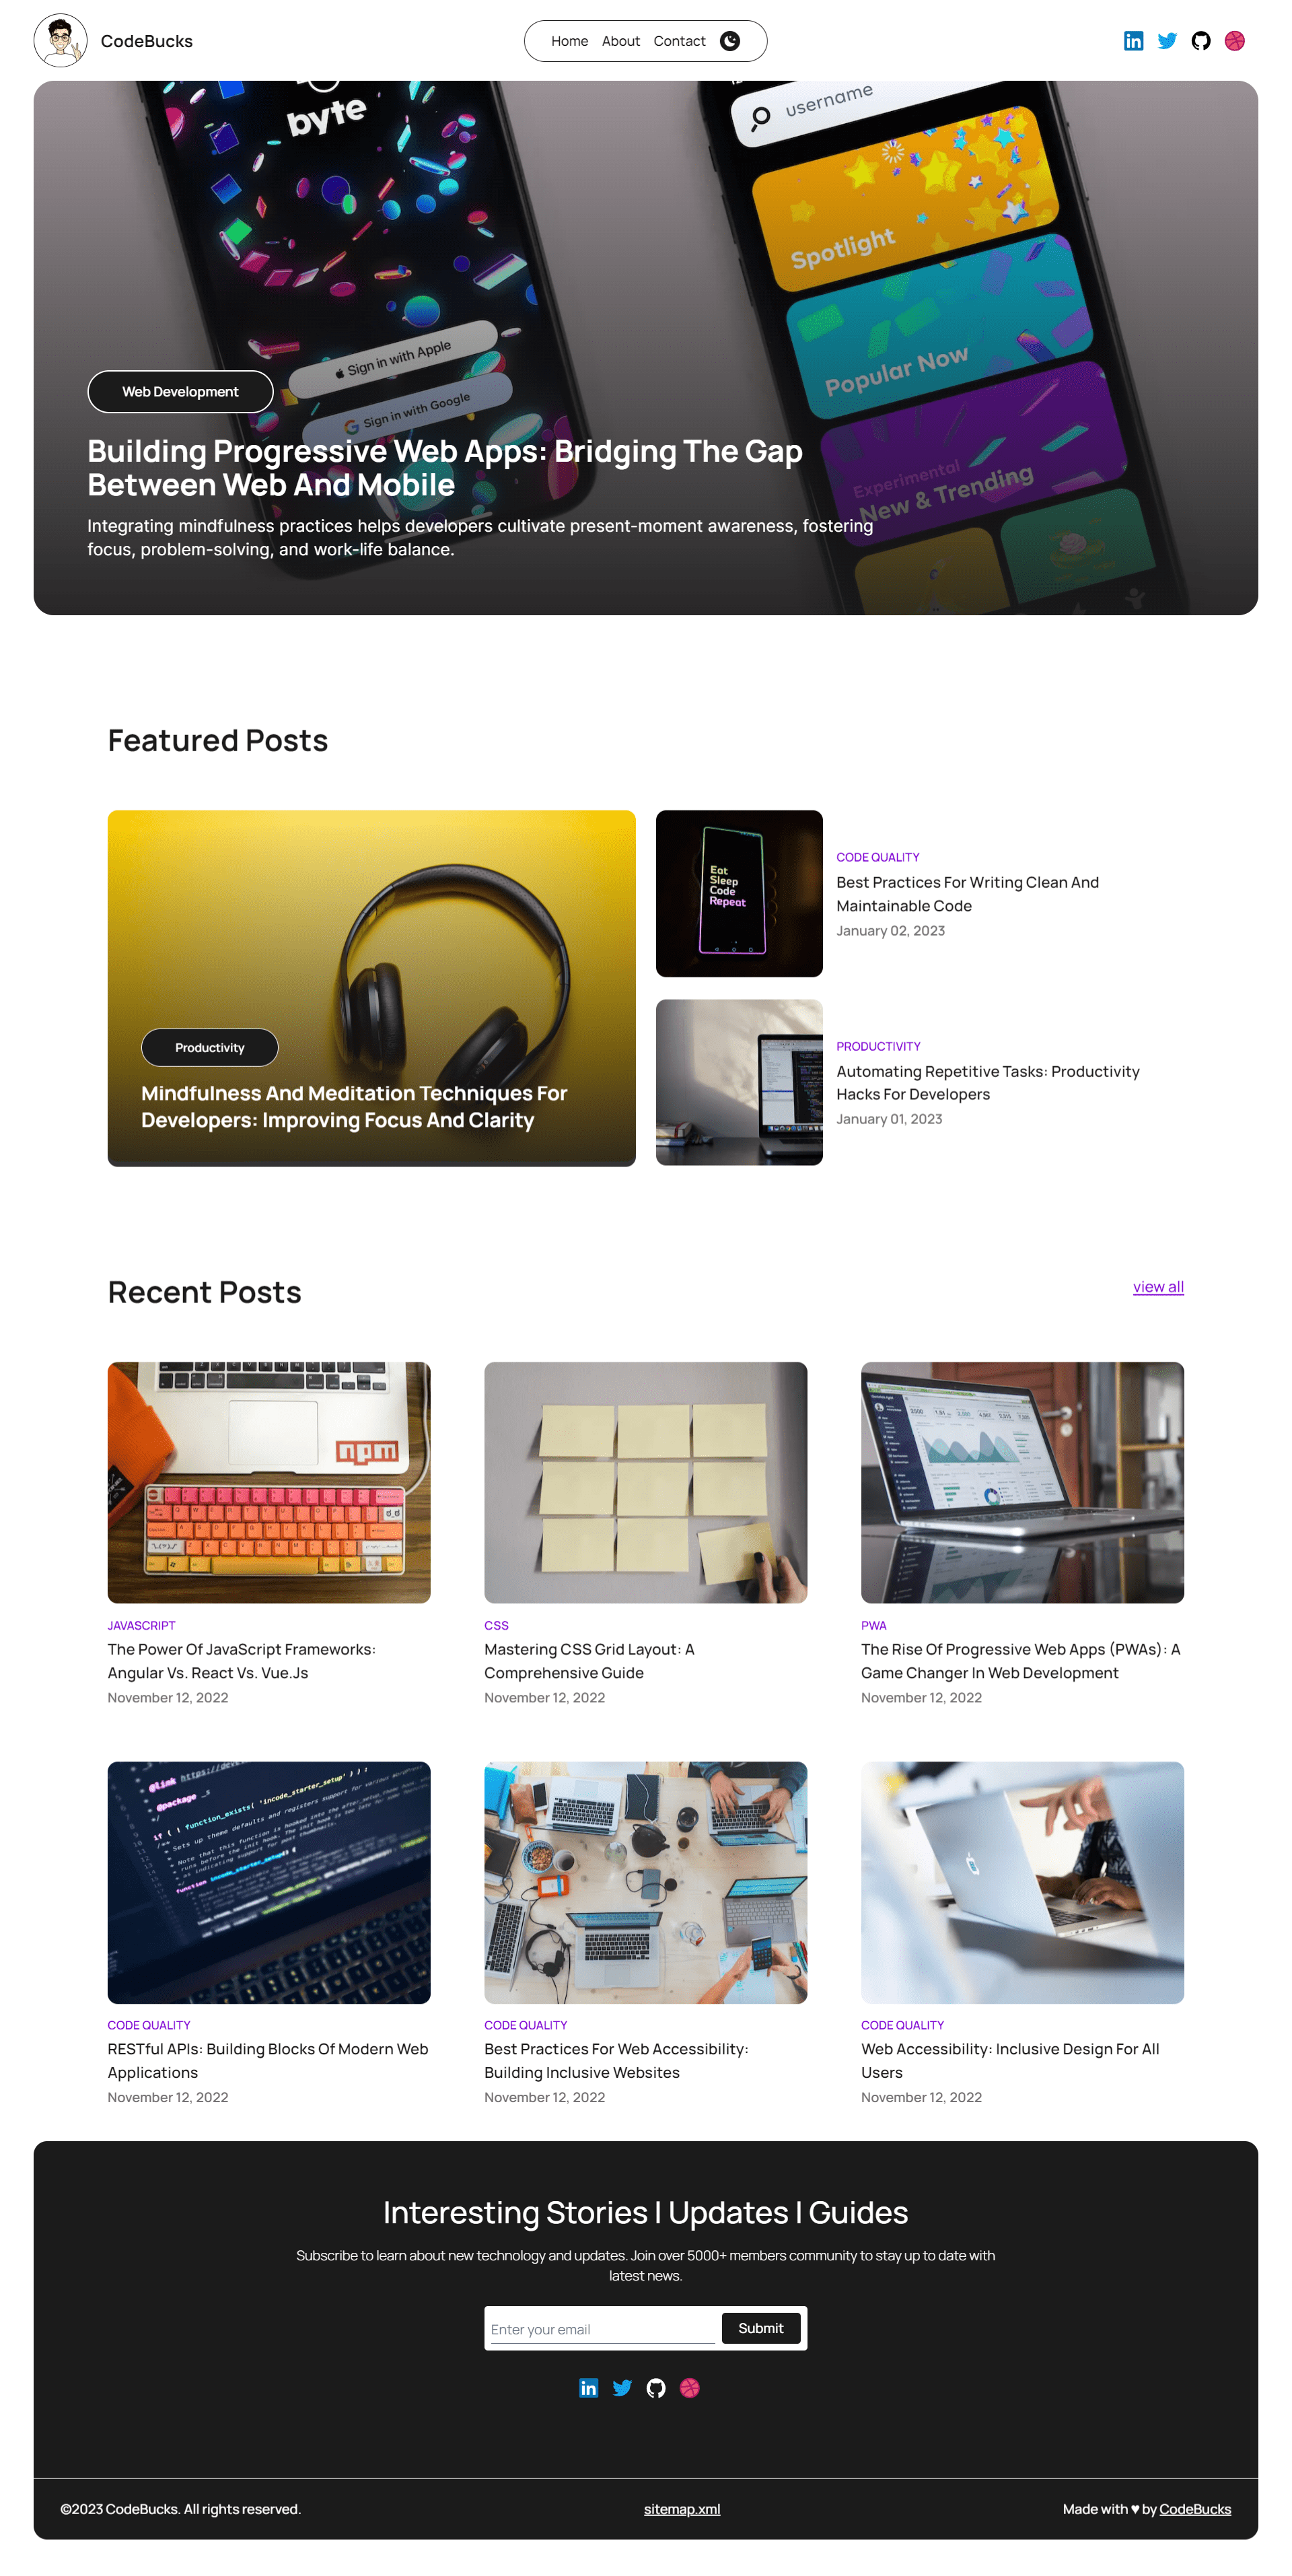 CodeBucks
Home About Contact
byte
username
Spotlight
Popular Now
Sign in with Apple
Sign in with Google
Experimental
New & Trending
Web Development
Building Progressive Web Apps: Bridging The Gap
Between Web And Mobile
Integrating mindfulness practices helps developers cultivate present-moment awareness, fostering
focus, problem-solving, and work-life balance.
Featured Posts
Productivity
Mindfulness And Meditation Techniques For
Developers: Improving Focus And Clarity
Eat
Sleep
Code
Repeat
CODE QUALITY
Best Practices For Writing Clean And
Maintainable Code
January 02, 2023
PRODUCTIVITY
Automating Repetitive Tasks: Productivity
Hacks For Developers
January 01, 2023
Recent Posts
view all
npm
JAVASCRIPT
The Power Of JavaScript Frameworks:
Angular Vs. React Vs. Vue.Js
November 12, 2022
CSS
Mastering CSS Grid Layout: A
Comprehensive Guide
November 12, 2022
PWA
The Rise Of Progressive Web Apps (PWAs): A
Game Changer In Web Development
November 12, 2022
@link
@package _s
if ( ! function_exists( 'incode_starter_setup' ) ) :
CODE QUALITY
RESTful APIs: Building Blocks Of Modern Web
Applications
November 12, 2022
CODE QUALITY
Best Practices For Web Accessibility:
Building Inclusive Websites
November 12, 2022
CODE QUALITY
Web Accessibility: Inclusive Design For All
Users
November 12, 2022
Interesting Stories | Updates | Guides
Subscribe to learn about new technology and updates. Join over 5000+ members community to stay up to date with
latest news.
Enter your email
Submit
©2023 CodeBucks. All rights reserved.
sitemap.xml
Made with ♥ by CodeBucks